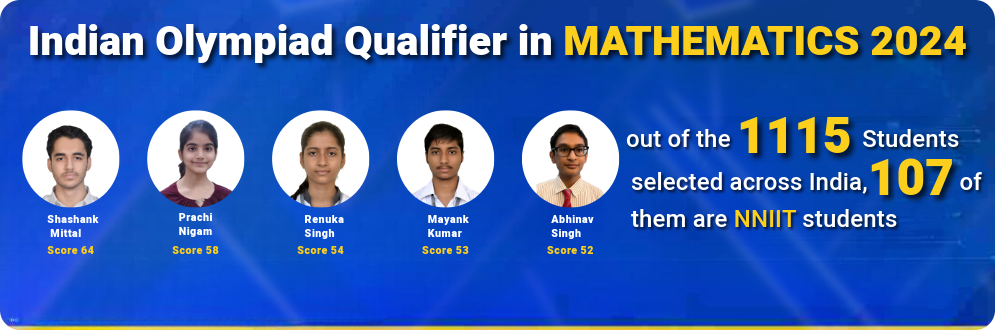 Indian Olympiad Qualifier in MATHEMATICS 2024
out of the 1115 Students
selected across India, 107 of
them are NNIIT students
Shashank
Mittal
Score 64
Prachi
Nigam
Score 58
Renuka
Singh
Score 54
Mayank
Kumar
Score 53
Abhinav
Singh
Score 52